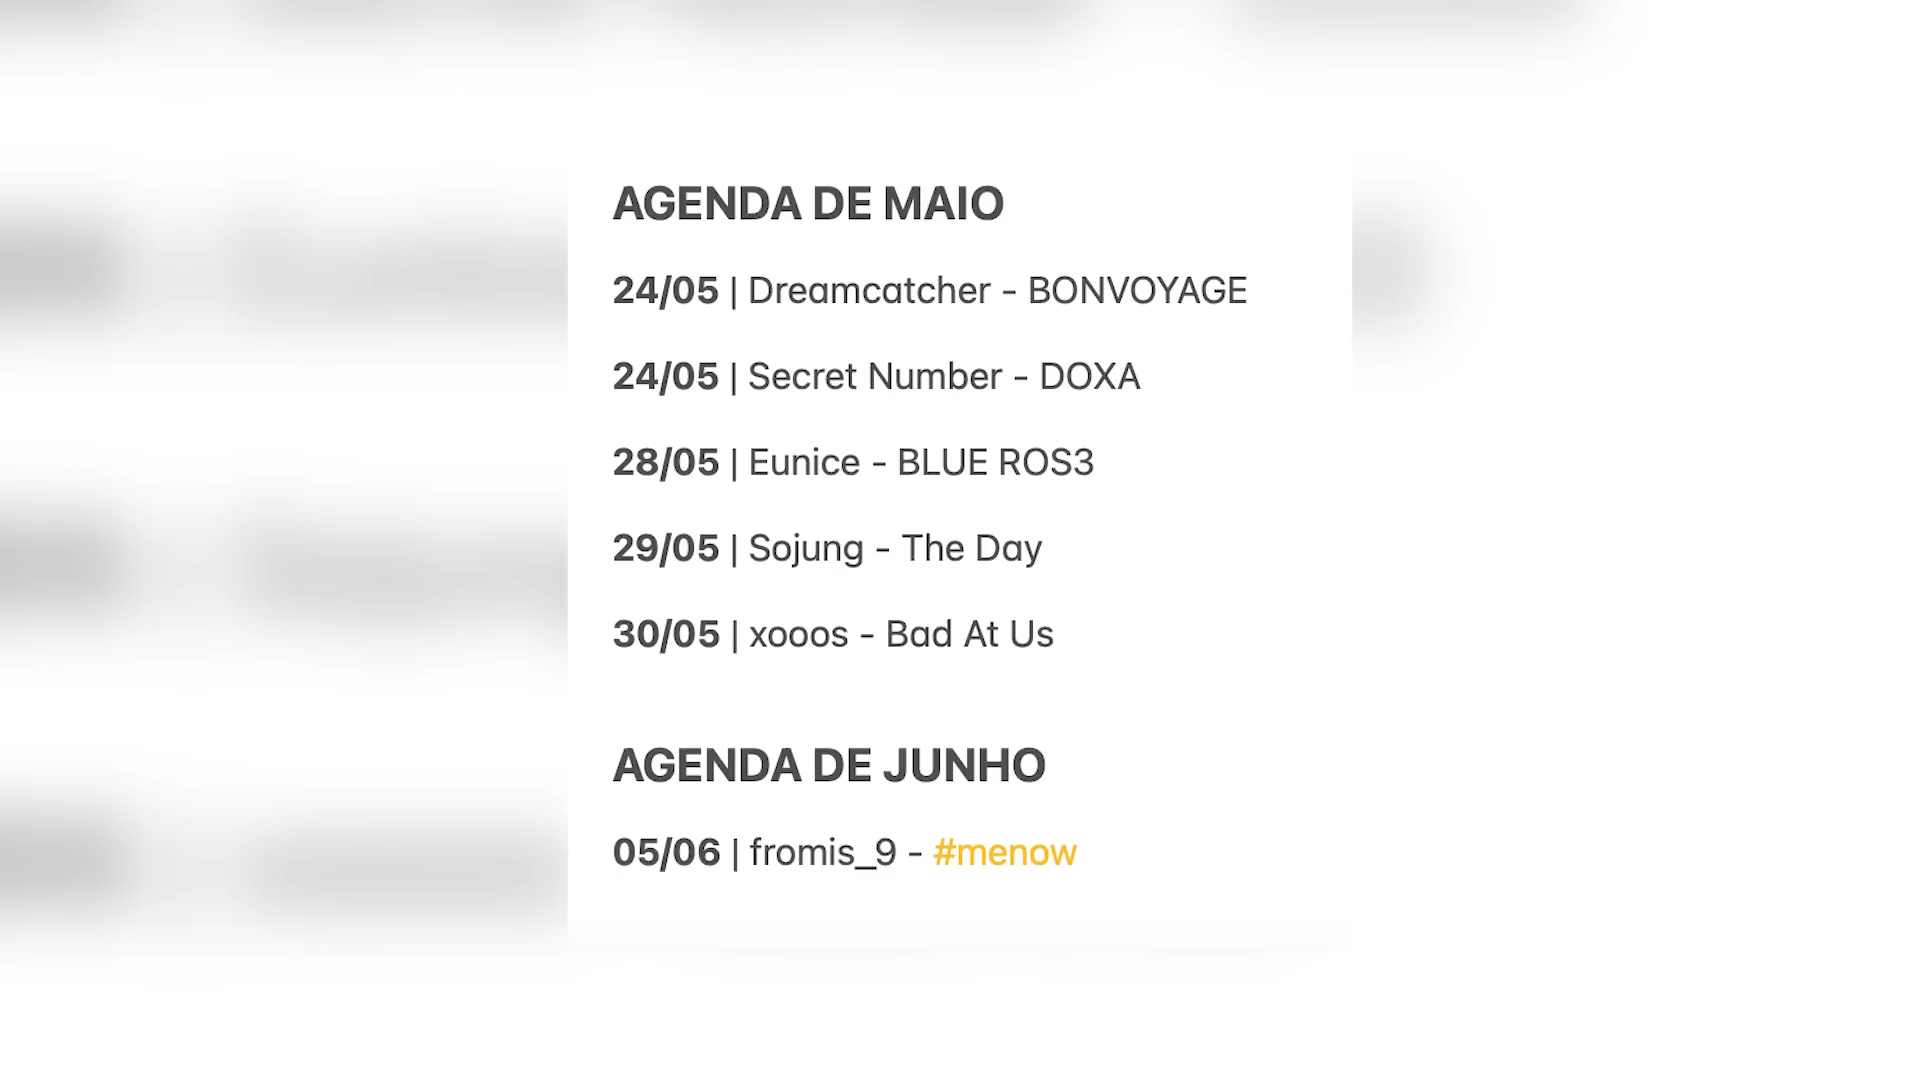 AGENDA DE MAIO
24/05 | Dreamcatcher - BONVOYAGE
24/05 | Secret Number - DOXA
28/05 | Eunice - BLUE ROS3
29/05 | Sojung - The Day
30/05 | xooos - Bad At Us
AGENDA DE JUNHO
05/06 | fromis_9 - #menow